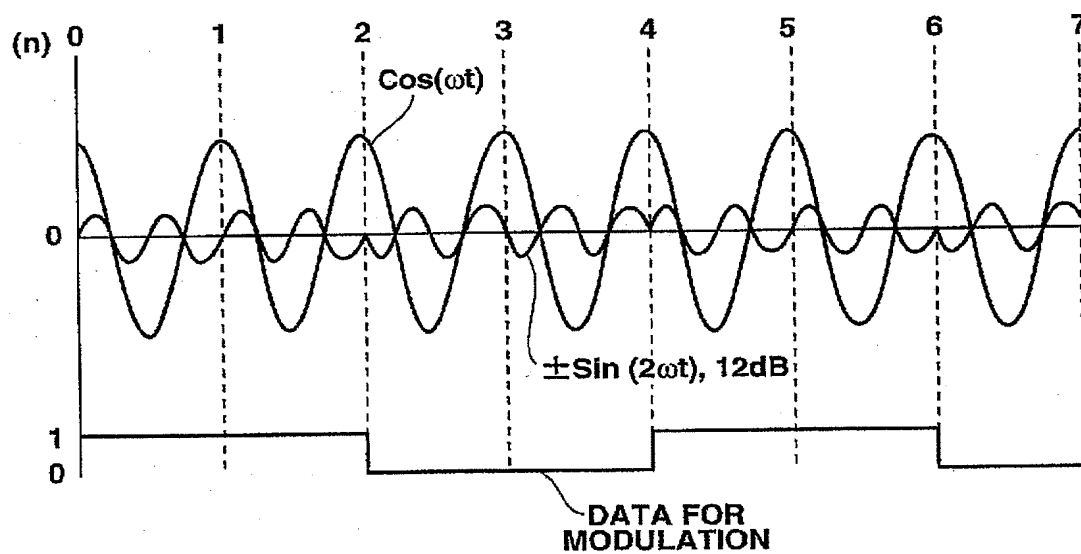 (n) 0 1 2 3 4 5 6 7
Cos(ωt)
0
±Sin (2ωt), 12dB
1
0
DATA FOR
MODULATION